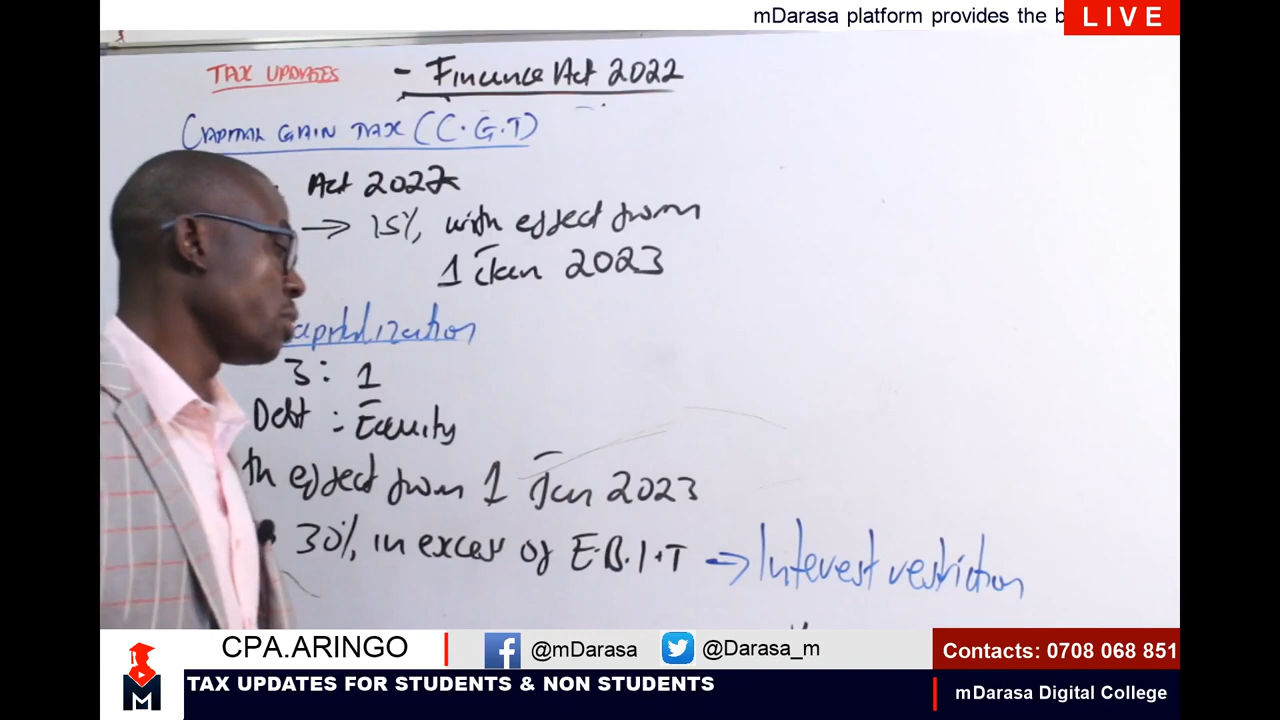 mDarasa platform provides the b
LIVE
TAX UPDATES - Finance Act 2022
CAPITAL GAIN TAX (C.G.T)
Act 2022
→ 15%, with effect from
1 Jan 2023
apitalization
3 : 1
Debt : Equity
th effect from 1 Jan 2023
30%, in excess of E.B.I.T → Interest restriction
CPA.ARINGO
@mDarasa
@Darasa_m
Contacts: 0708 068 851
TAX UPDATES FOR STUDENTS & NON STUDENTS
mDarasa Digital College